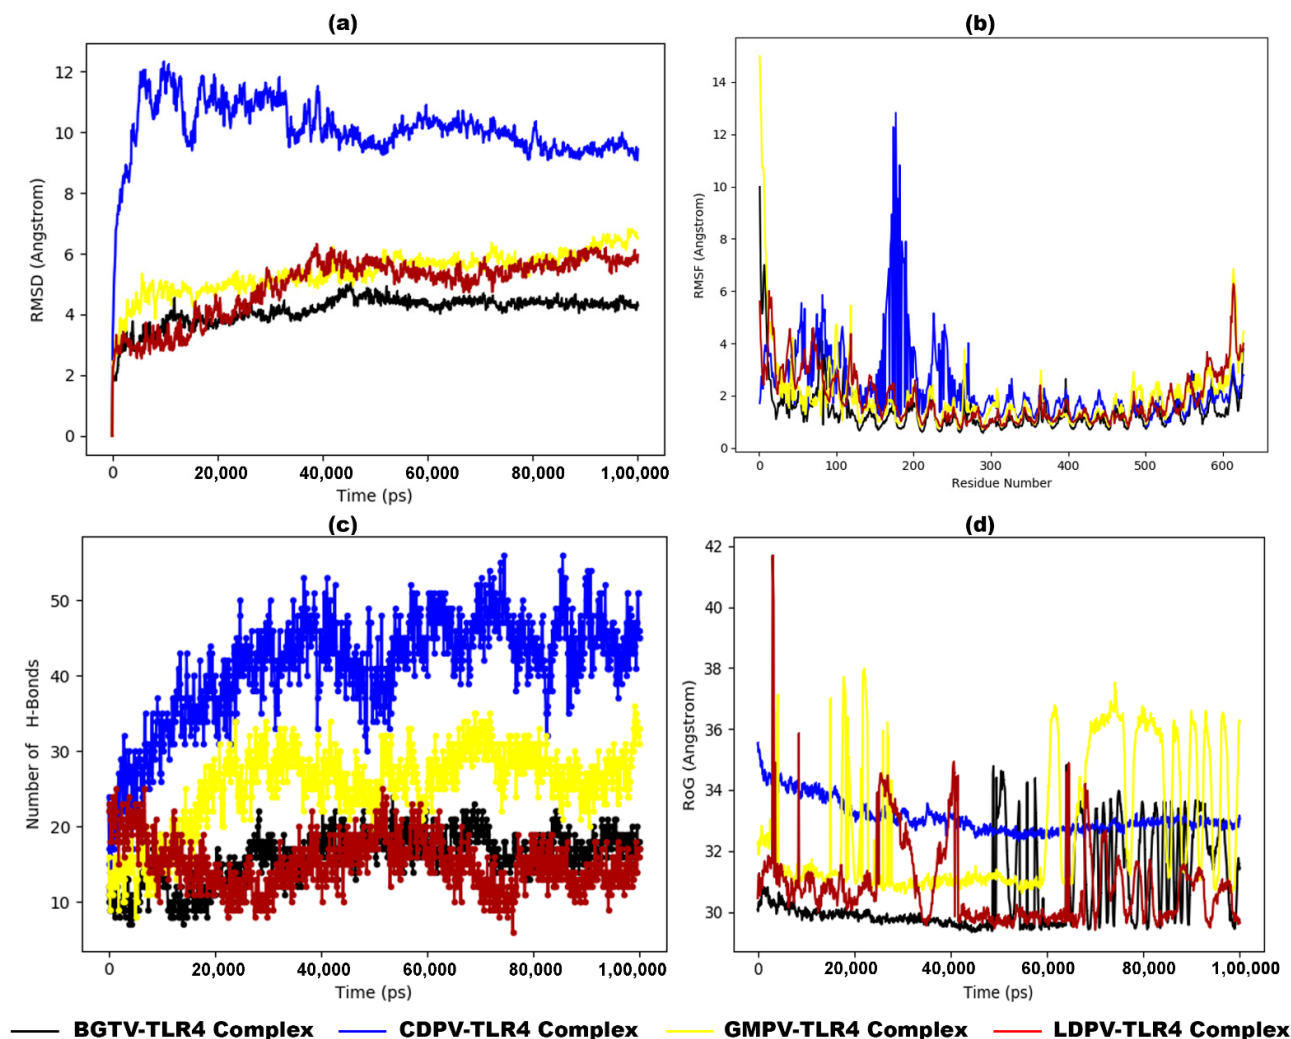 (a)
12
10
8
6
4
2
0
RMSD (Angstrom)
0 20,000 40,000 60,000 80,000 1,00,000
Time (ps)
(b)
14
12
10
8
6
4
2
0
RMSF (Angstrom)
0 100 200 300 400 500 600
Residue Number
(c)
50
40
30
20
10
Number of H-Bonds
0 20,000 40,000 60,000 80,000 1,00,000
Time (ps)
(d)
42
40
38
36
34
32
30
RoG (Angstrom)
0 20,000 40,000 60,000 80,000 1,00,000
Time (ps)
BGTV-TLR4 Complex CDPV-TLR4 Complex GMPV-TLR4 Complex LDPV-TLR4 Complex